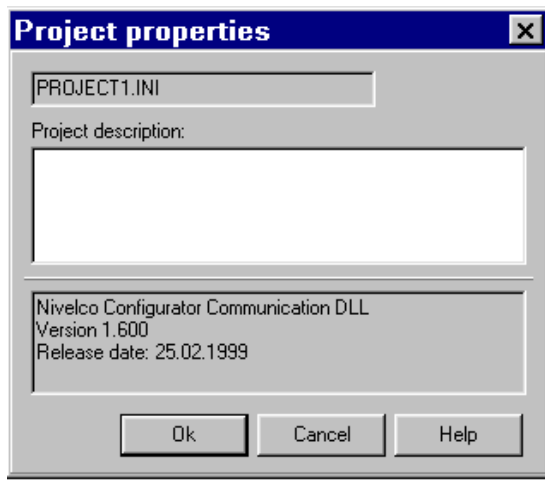 Project properties
PROJECT1.INI
Project description:
Nivelco Configurator Communication DLL
Version 1.600
Release date: 25.02.1999
Ok Cancel Help